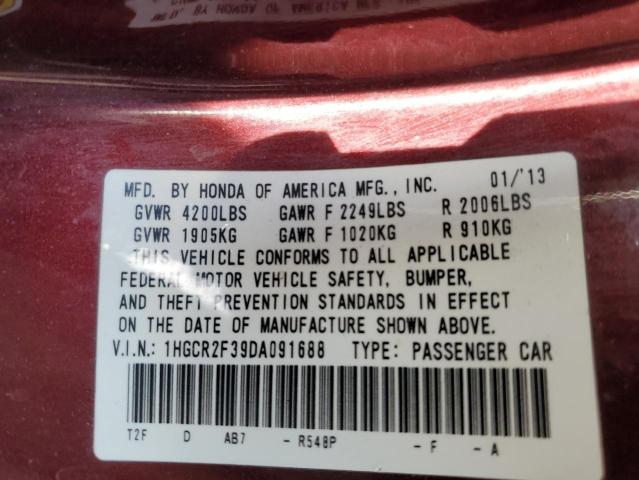 MFD. BY HONDA OF AMERICA MFG., INC. 01/'13
GVWR 4200LBS GAWR F 2249LBS R 2006LBS
GVWR 1905KG GAWR F 1020KG R 910KG
THIS VEHICLE CONFORMS TO ALL APPLICABLE
FEDERAL MOTOR VEHICLE SAFETY, BUMPER,
AND THEFT PREVENTION STANDARDS IN EFFECT
ON THE DATE OF MANUFACTURE SHOWN ABOVE.
V.I.N.: 1HGCR2F39DA091688 TYPE: PASSENGER CAR
T2F D AB7 - R548P - F - A